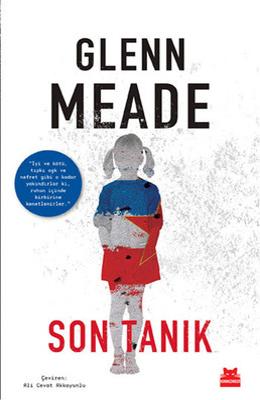 GLENN
MEADE
"İyi ve kötü,
tıpkı aşk ve
nefret gibi o kadar
yakındırlar ki,
ruhun içinde
birbirine
kenetlenirler."
SON TANIK
Çeviren:
Ali Cevat Akkoyunlu
KIRMIZIKEDİ